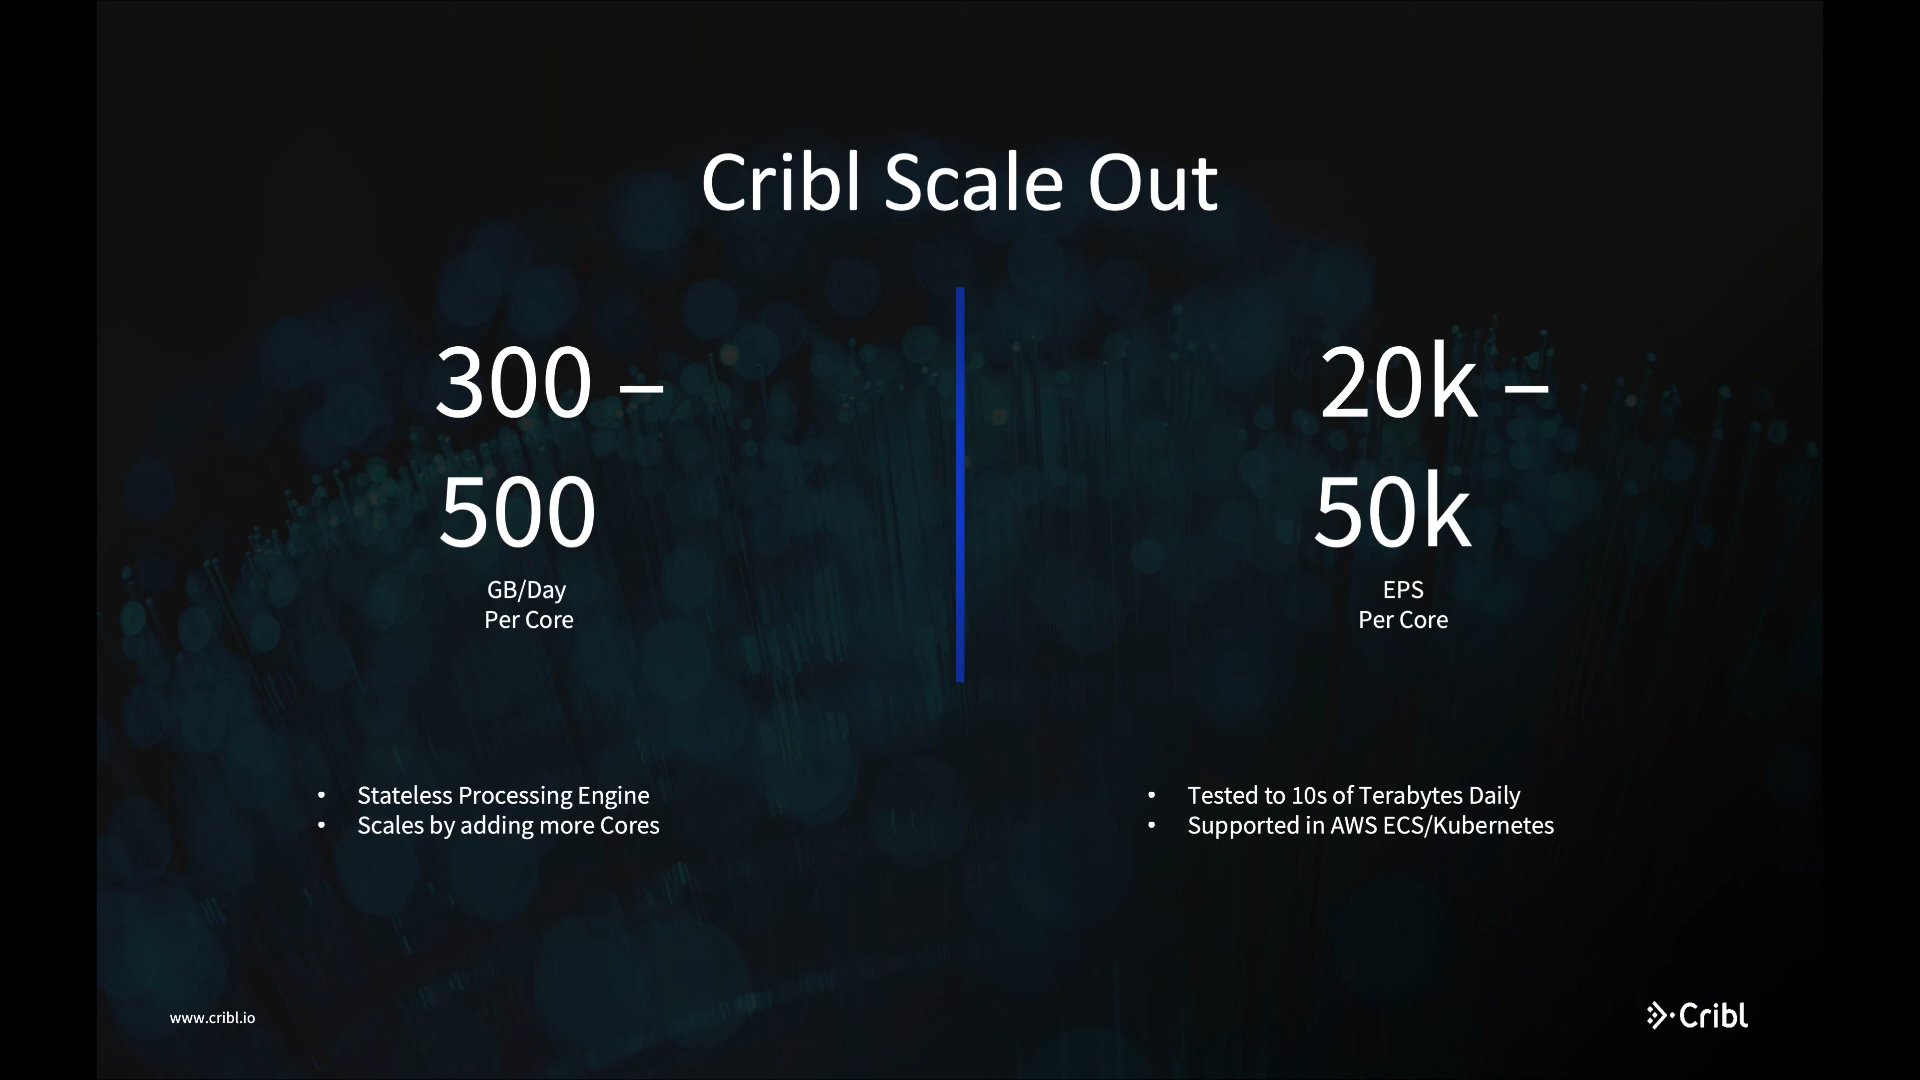 Cribl Scale Out
300 –
500
GB/Day
Per Core
20k –
50k
EPS
Per Core
• Stateless Processing Engine
• Scales by adding more Cores
• Tested to 10s of Terabytes Daily
• Supported in AWS ECS/Kubernetes
www.cribl.io
Cribl